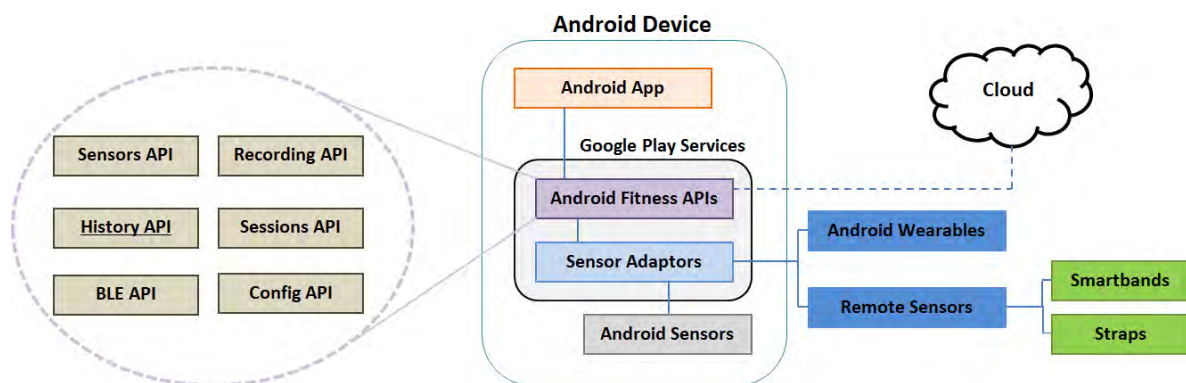 Android Device
Android App
Cloud
Google Play Services
Sensors API
Recording API
Android Fitness APIs
History API
Sessions API
Android Wearables
Sensor Adaptors
BLE API
Config API
Remote Sensors
Smartbands
Android Sensors
Straps